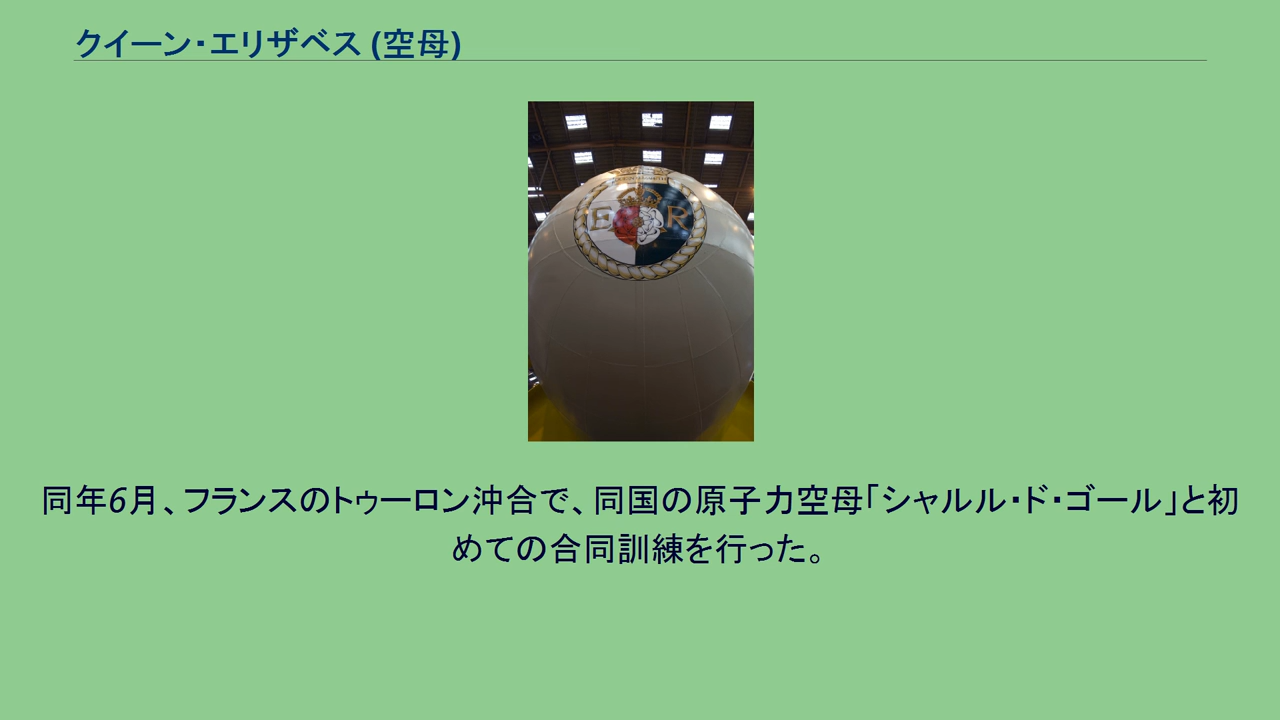 クイーン・エリザベス (空母)
E R
同年6月、フランスのトゥーロン沖合で、同国の原子力空母「シャルル・ド・ゴール」と初
めての合同訓練を行った。